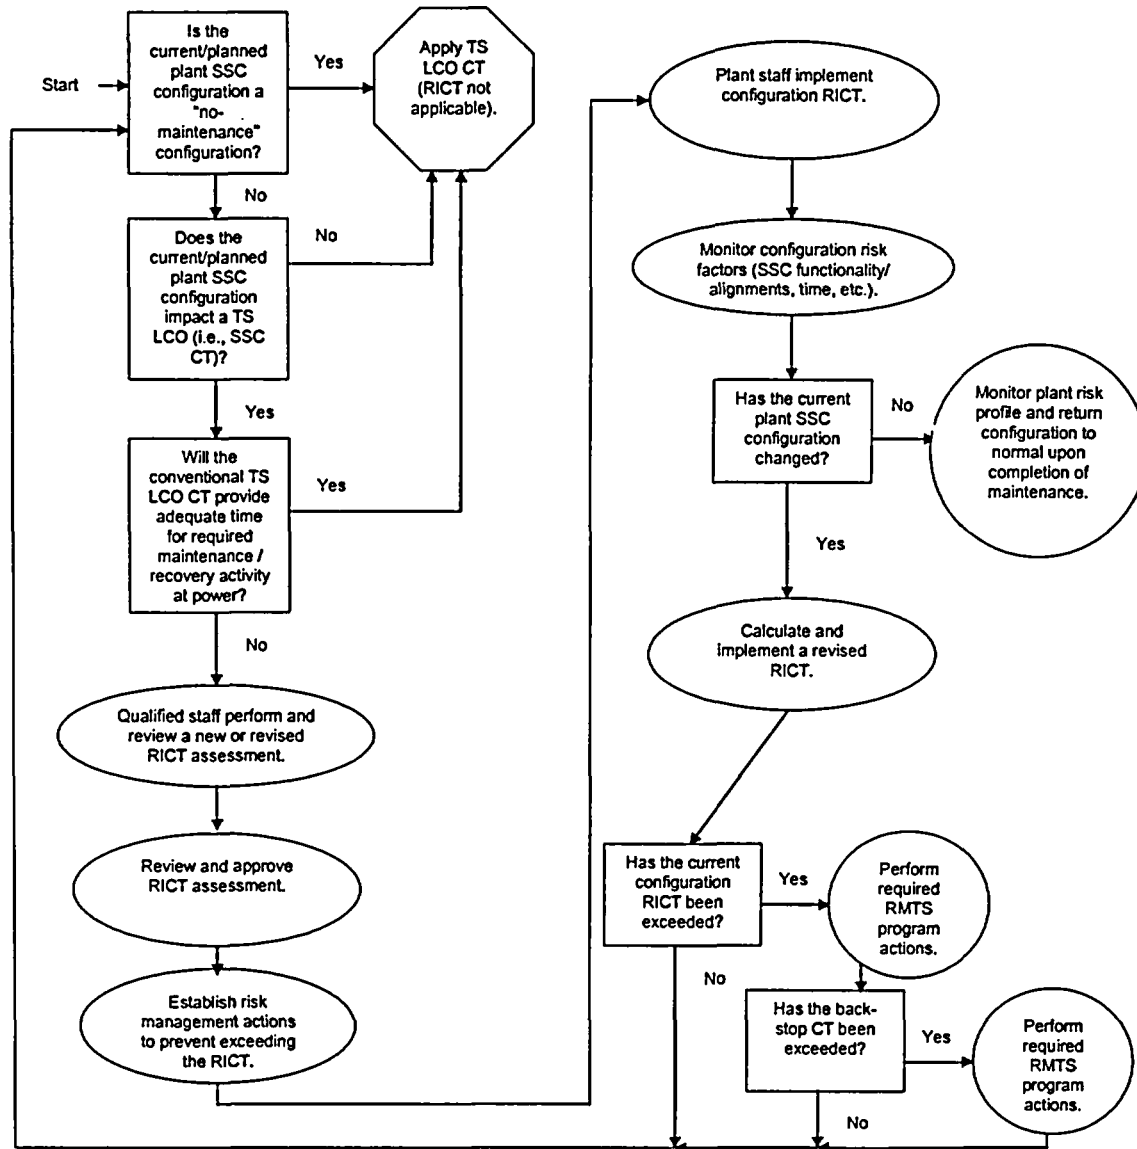 Start
Is the
current/planned
plant SSC
configuration a
"no-
maintenance"
configuration?
Yes
Apply TS
LCO CT
(RICT not
applicable).
No
Does the
current/planned
plant SSC
configuration
impact a TS
LCO (i.e., SSC
CT)?
No
Yes
Will the
conventional TS
LCO CT provide
adequate time
for required
maintenance /
recovery activity
at power?
Yes
No
Qualified staff perform and
review a new or revised
RICT assessment.
Review and approve
RICT assessment.
Establish risk
management actions
to prevent exceeding
the RICT.
Plant staff implement
configuration RICT.
Monitor configuration risk
factors (SSC functionality/
alignments, time, etc.).
Has the current
plant SSC
configuration
changed?
No
Monitor plant risk
profile and return
configuration to
normal upon
completion of
maintenance.
Yes
Calculate and
implement a revised
RICT.
Has the current
configuration
RICT been
exceeded?
Yes
Perform
required
RMTS
program
actions.
No
Has the back-
stop CT been
exceeded?
Yes
Perform
required
RMTS
program
actions.
No